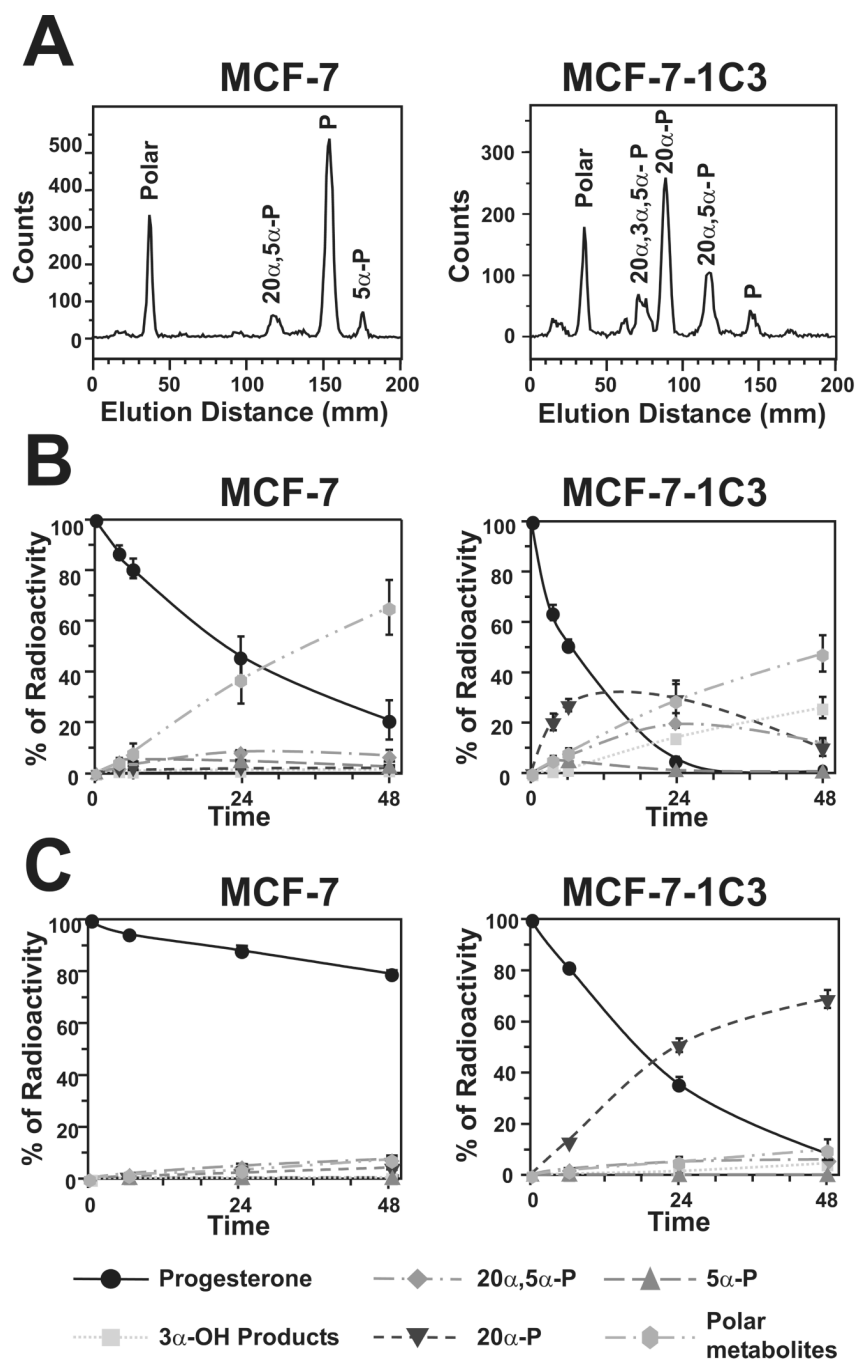 A
MCF-7
MCF-7-1C3
Counts
500
400
300
200
100
0
Polar
20α,5α-P
P
5α-P
0 50 100 150 200
Elution Distance (mm)
Counts
300
200
100
0
Polar
20α,3α,5α- P
20α-P
20α,5α-P
P
0 50 100 150 200
Elution Distance (mm)
B
MCF-7
MCF-7-1C3
% of Radioactivity
100
80
60
40
20
0
0 24 48
Time
% of Radioactivity
100
80
60
40
20
0
0 24 48
Time
C
MCF-7
MCF-7-1C3
% of Radioactivity
100
80
60
40
20
0
0 24 48
Time
% of Radioactivity
100
80
60
40
20
0
0 24 48
Time
Progesterone
20α,5α-P
5α-P
3α-OH Products
20α-P
Polar
metabolites